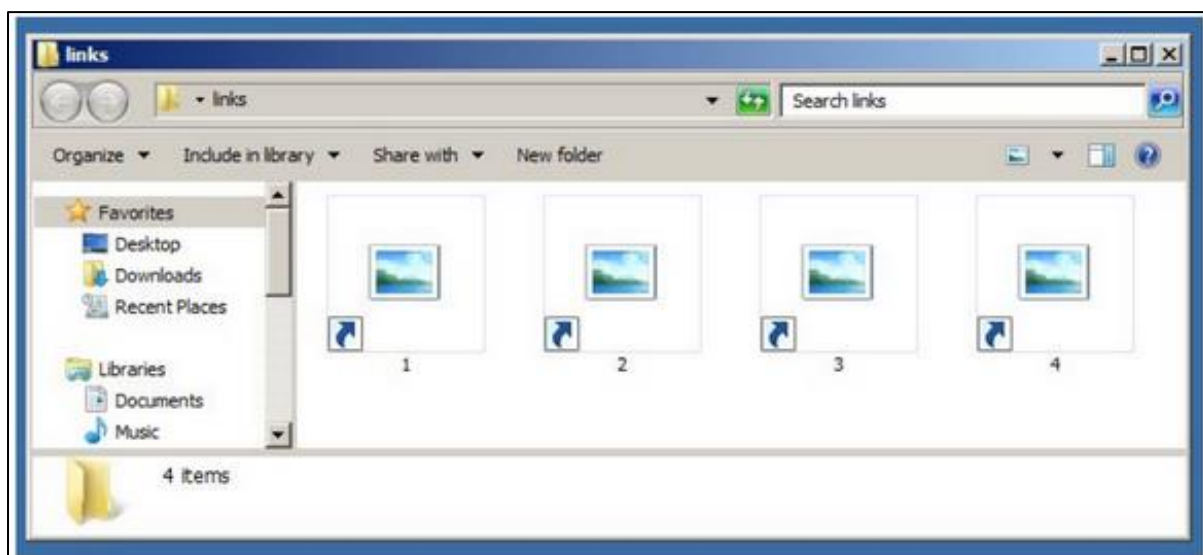 links
links
Search links
Organize Include in library Share with New folder
Favorites
Desktop
Downloads
Recent Places
Libraries
Documents
Music
1 2 3 4
4 items